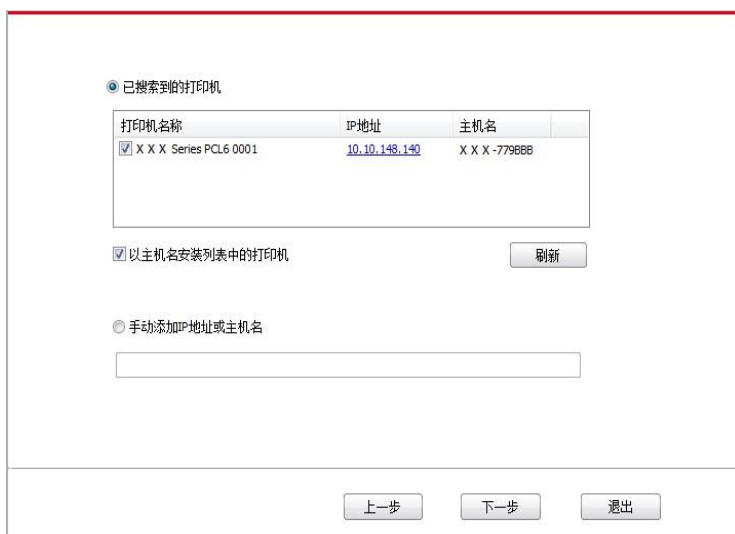 已搜索到的打印机
打印机名称 IP地址 主机名
X X X Series PCL6 0001 10.10.148.140 X X X -779BBB
以主机名安装列表中的打印机 刷新
手动添加IP地址或主机名
上一步 下一步 退出